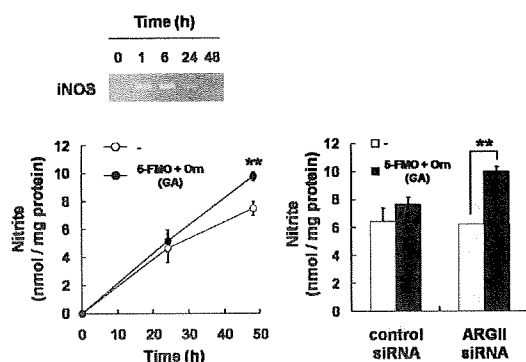 Time (h)
0 1 6 24 48
iNOS
12
10
8
6
4
2
0
Nitrite
(nmol / mg protein)
-
5-FMO + Orn
(GA)
**
0 10 20 30 40 50
Time (h)
12
10
8
6
4
2
0
Nitrite
(nmol / mg protein)
-
5-FMO + Orn
(GA)
**
control
siRNA
ARGII
siRNA